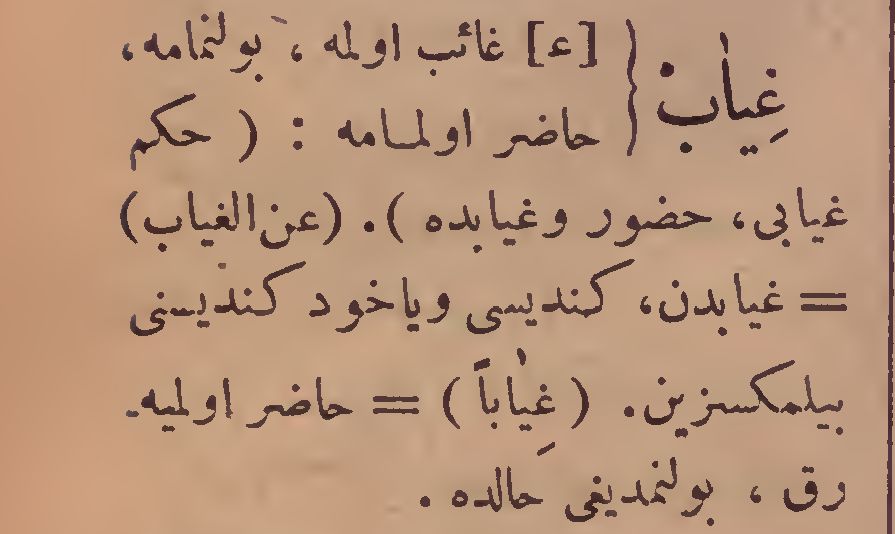 غِیاب { [ع] غائب اولمه ، بولنمامه،
حاضر اولمامه : ( حکم
غیابی، حضور وغیابده ). (عن الغیاب)
= غیابدن، کندیسی ویاخود کندیسنی
بیلمکسزین. ( غِیاباً ) = حاضر اولمیه-
رق ، بولنمدیغی حالده .